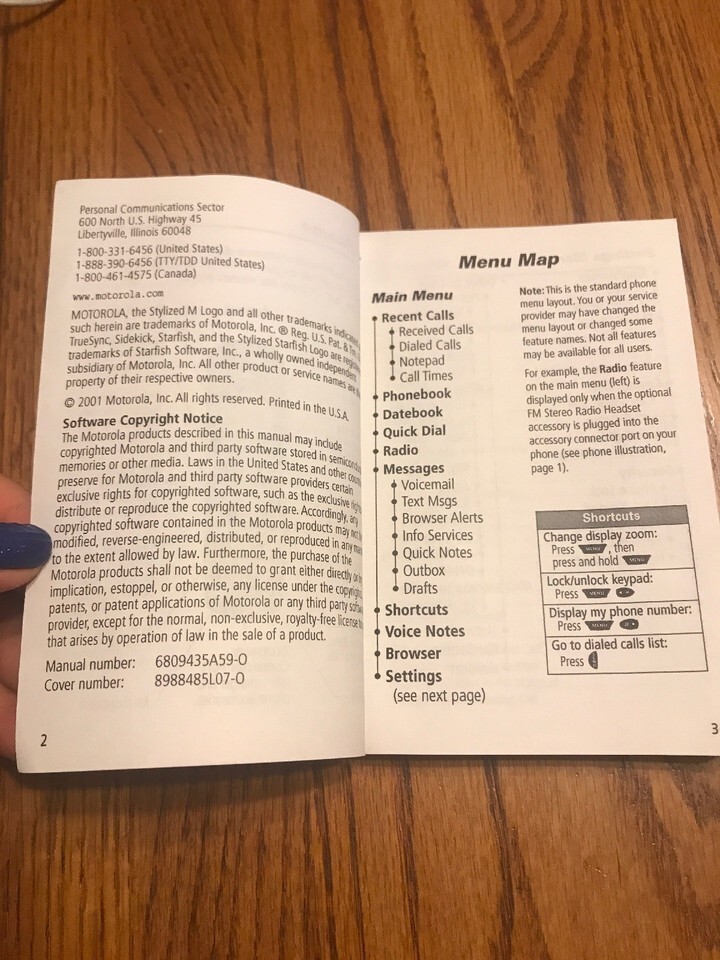 Personal Communications Sector
600 North U.S. Highway 45
Libertyville, Illinois 60048
1-800-331-6456 (United States)
1-888-390-6456 (TTY/TDD United States)
1-800-461-4575 (Canada)
www.motorola.com
MOTOROLA, the Stylized M Logo and all other trademarks indicated
such herein are trademarks of Motorola, Inc. ® Reg. U.S. Pat. &
TrueSync, Sidekick, Starfish, and the Stylized Starfish Logo are
trademarks of Starfish Software, Inc., a wholly owned independent
subsidiary of Motorola, Inc. All other product or service names are
property of their respective owners.
© 2001 Motorola, Inc. All rights reserved. Printed in the U.S.A.
Software Copyright Notice
The Motorola products described in this manual may include
copyrighted Motorola and third party software stored in
memories or other media. Laws in the United States and other
preserve for Motorola and third party software providers certain
exclusive rights for copyrighted software, such as the exclusive
distribute or reproduce the copyrighted software. Accordingly, any
copyrighted software contained in the Motorola products may
modified, reverse-engineered, distributed, or reproduced in any
to the extent allowed by law. Furthermore, the purchase of the
Motorola products shall not be deemed to grant either directly or
implication, estoppel, or otherwise, any license under the
patents, or patent applications of Motorola or any third party
provider, except for the normal, non-exclusive, royalty-free license
that arises by operation of law in the sale of a product.
Manual number: 6809435A59-O
Cover number: 8988485L07-O
2
Menu Map
Main Menu
• Recent Calls
• Received Calls
• Dialed Calls
• Notepad
• Call Times
• Phonebook
• Datebook
• Quick Dial
• Radio
• Messages
• Voicemail
• Text Msgs
• Browser Alerts
• Info Services
• Quick Notes
• Outbox
• Drafts
• Shortcuts
• Voice Notes
• Browser
• Settings
(see next page)
Note: This is the standard phone
menu layout. You or your service
provider may have changed the
menu layout or changed some
feature names. Not all features
may be available for all users.
For example, the Radio feature
on the main menu (left) is
displayed only when the optional
FM Stereo Radio Headset
accessory is plugged into the
accessory connector port on your
phone (see phone illustration,
page 1).
Shortcuts
Change display zoom:
Press MENU, then
press and hold MENU
Lock/unlock keypad:
Press MENU
Display my phone number:
Press MENU
Go to dialed calls list:
Press
3